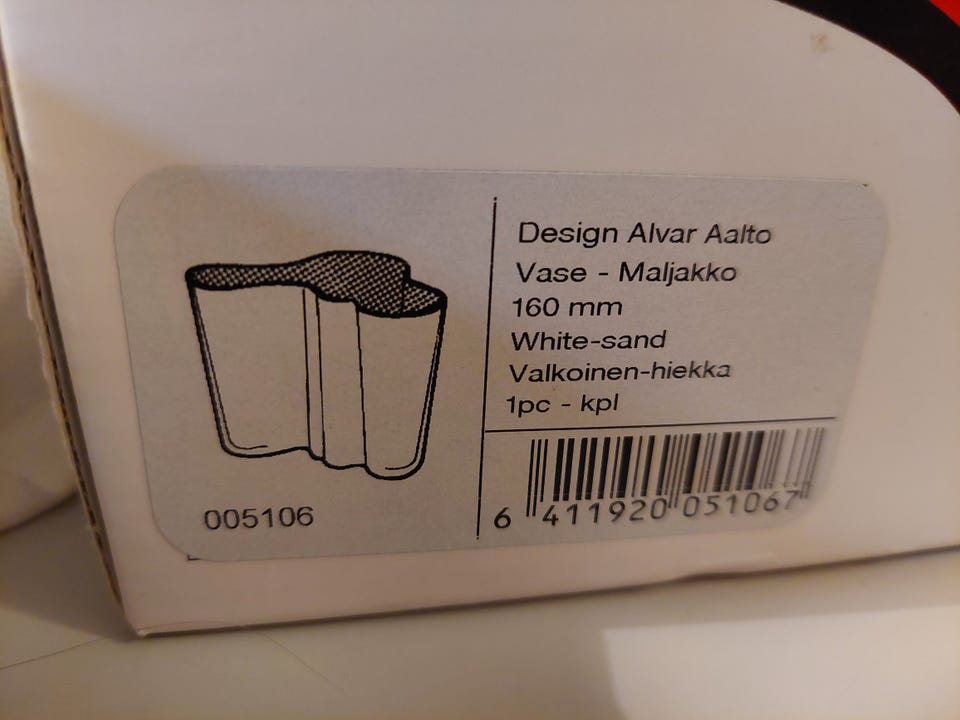 Design Alvar Aalto
Vase - Maljakko
160 mm
White-sand
Valkoinen-hiekka
1pc - kpl
005106
6 411920 051067